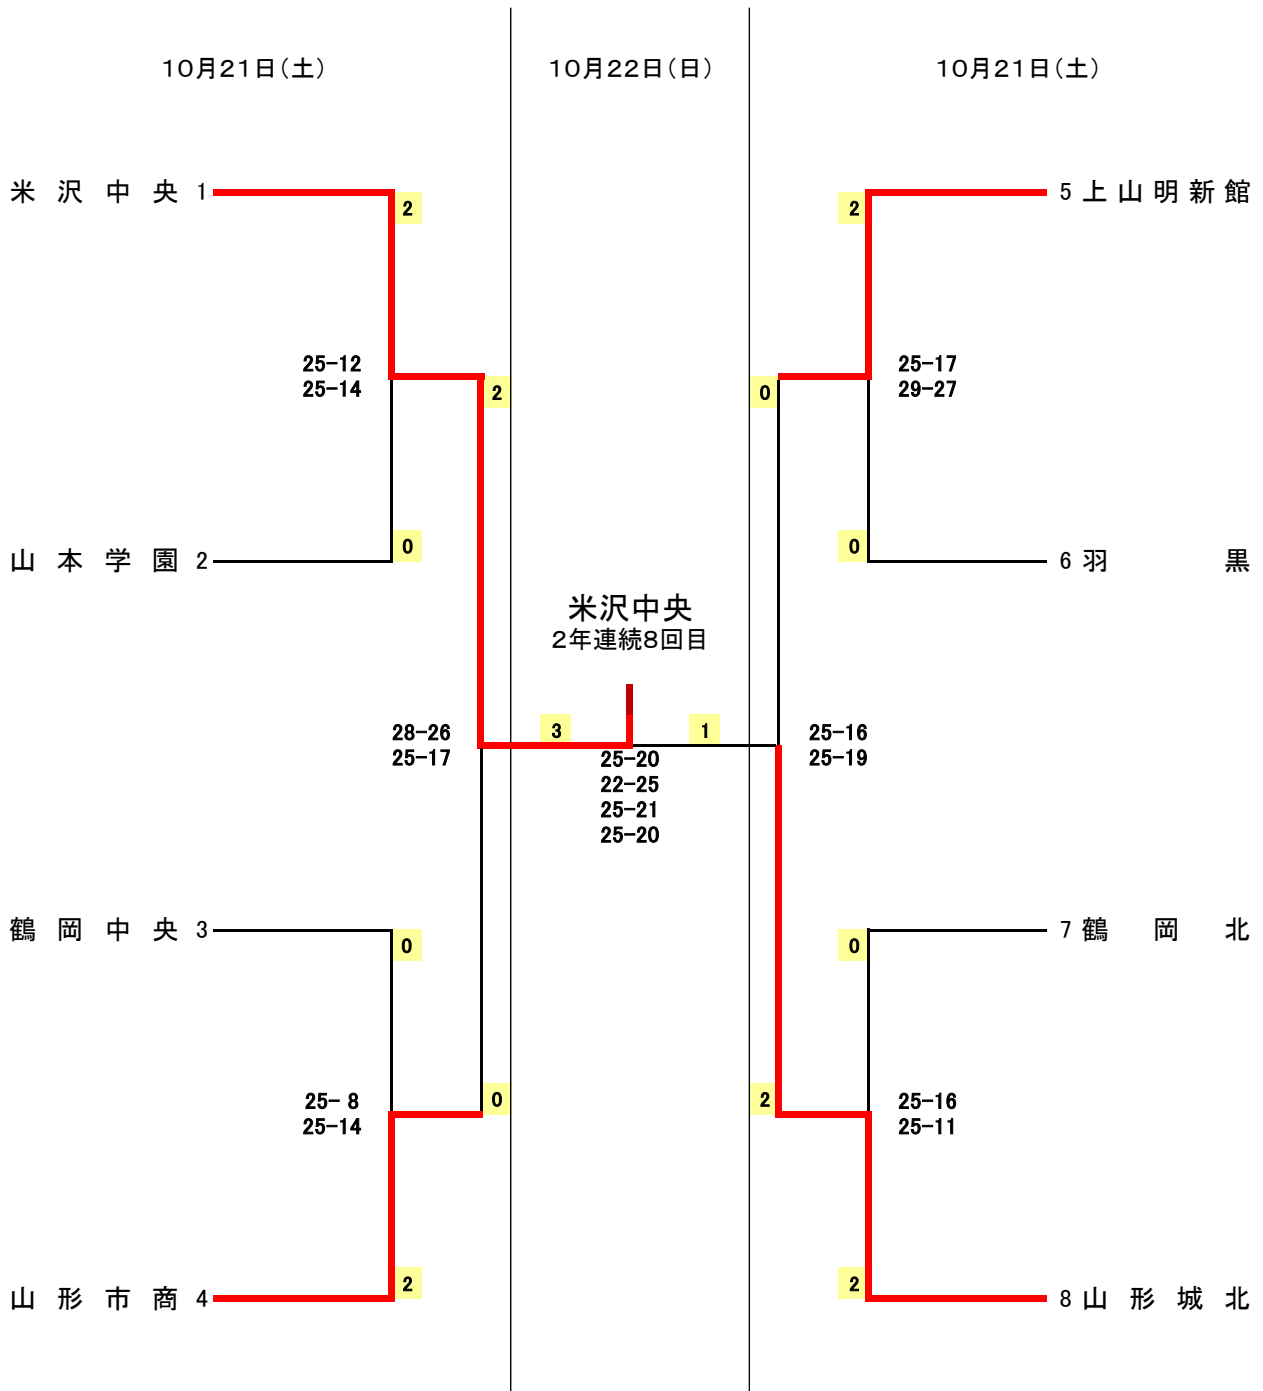 10月21日(土)
10月22日(日)
10月21日(土)
米沢中央 1
2
2
5 上山明新館
25-12
25-14
2
0
25-17
29-27
山本学園 2
0
0
6 羽黒
米沢中央
2年連続8回目
28-26
25-17
3
1
25-16
25-19
25-20
22-25
25-21
25-20
鶴岡中央 3
0
0
7 鶴岡北
25- 8
25-14
0
2
25-16
25-11
山形市商 4
2
2
8 山形城北